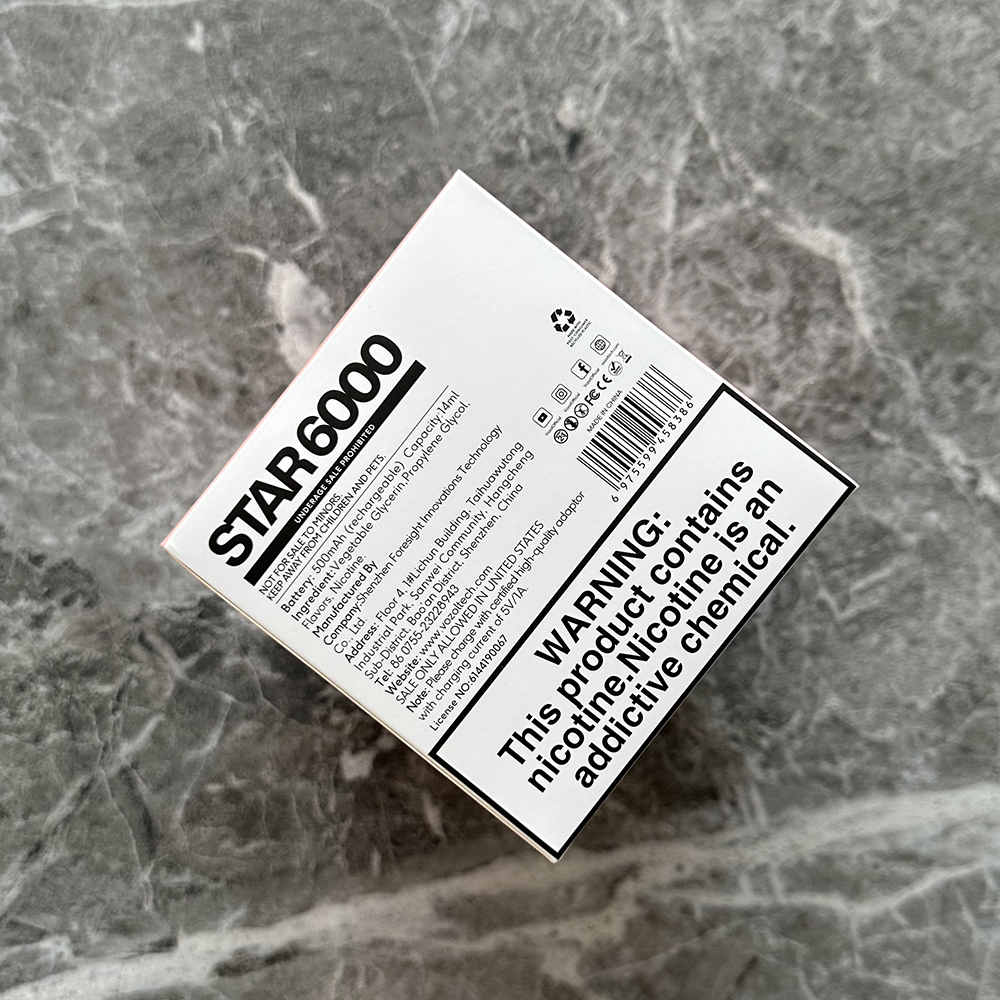 STAR 6000
UNDERAGE SALE PROHIBITED
NOT FOR SALE TO MINORS.
KEEP AWAY FROM CHILDREN AND PETS.
Battery: 500mAh (rechargeable) Capacity:14ml.
Ingredient:Vegetable Glycerin,Propylene Glycol,
Flavors, Nicotine.
Manufactured By
Company:Shenzhen Foresight Innovations Technology
Co., Ltd
Address: Floor 4, 1#Lichun Building, Taihuawutong
Industrial Park, Sanwei Community, Hangcheng
Sub-District, Bao'an District, Shenzhen, China
Tel: 86 0755-23228943
Website: www.vozoltech.com
SALE ONLY ALLOWED IN UNITED STATES
Note: Please charge with certified high-quality adaptor
with charging current of 5V/1A.
License NO:6144190067
MADE IN CHINA
6 975599 458386
WARNING:
This product contains
nicotine.Nicotine is an
addictive chemical.